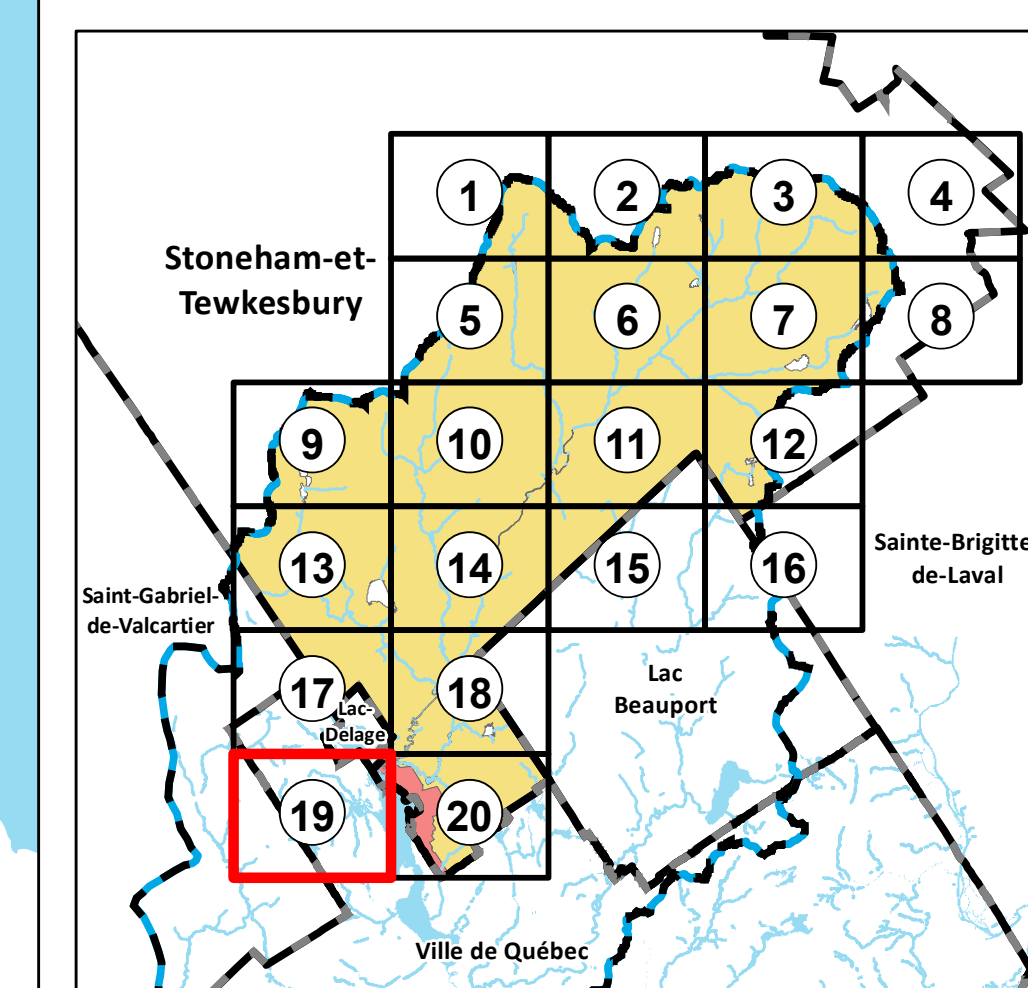 1
2
3
4
Stoneham-et-
Tewkesbury
5
6
7
8
9
10
11
12
13
14
15
16
Sainte-Brigitte
de-Laval
Saint-Gabriel-
de-Valcartier
17
18
Lac-
Delage
Lac
Beauport
19
20
Ville de Québec